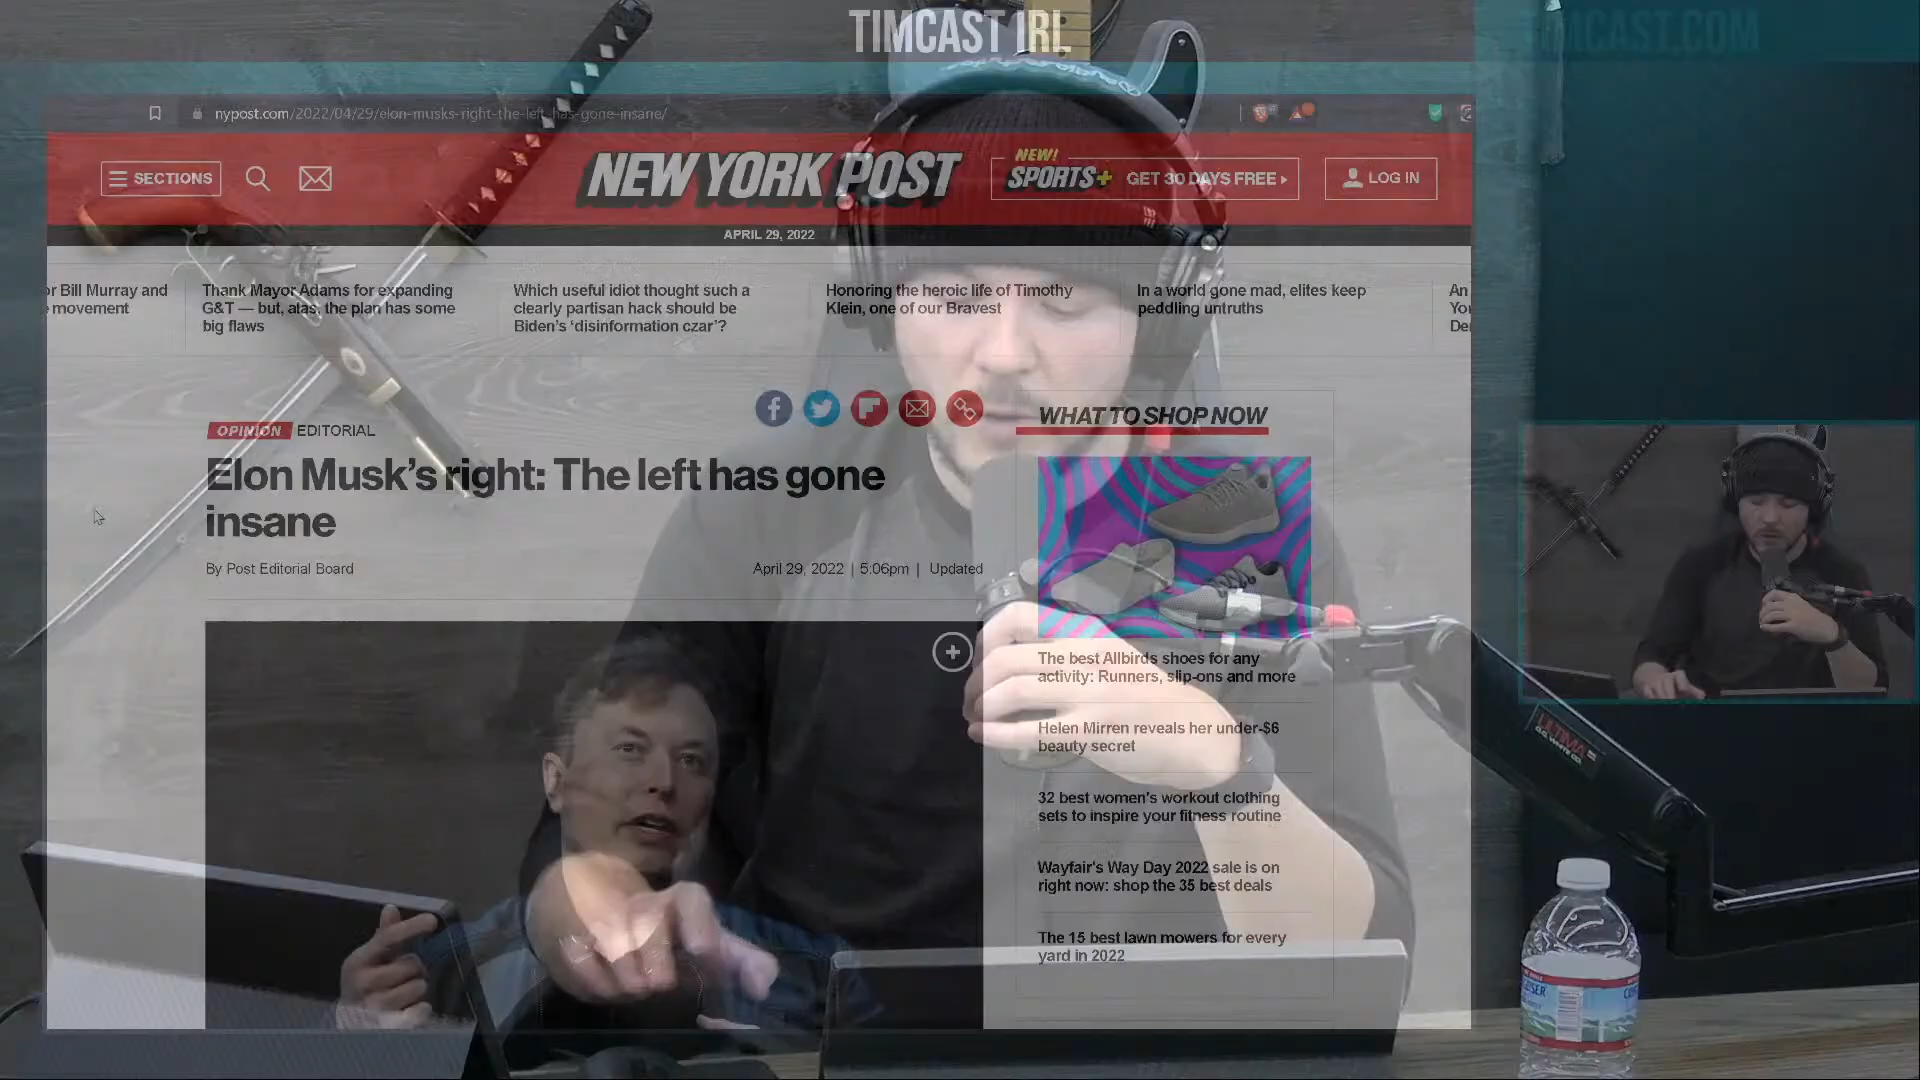 TIMCAST IRL
TIMCAST.COM
nypost.com/2022/04/29/elon-musks-right-the-left-has-gone-insane/
SECTIONS
NEW YORK POST
NEW!
SPORTS+
GET 30 DAYS FREE
LOG IN
APRIL 29, 2022
or Bill Murray and
movement
Thank Mayor Adams for expanding
G&T — but, alas, the plan has some
big flaws
Which useful idiot thought such a
clearly partisan hack should be
Biden's 'disinformation czar'?
Honoring the heroic life of Timothy
Klein, one of our Bravest
In a world gone mad, elites keep
peddling untruths
An
You
De
OPINION EDITORIAL
Elon Musk's right: The left has gone
insane
By Post Editorial Board
April 29, 2022 | 5:06pm | Updated
WHAT TO SHOP NOW
The best Allbirds shoes for any
activity: Runners, slip-ons and more
Helen Mirren reveals her under-$6
beauty secret
32 best women's workout clothing
sets to inspire your fitness routine
Wayfair's Way Day 2022 sale is on
right now: shop the 35 best deals
The 15 best lawn mowers for every
yard in 2022
ULTIMA